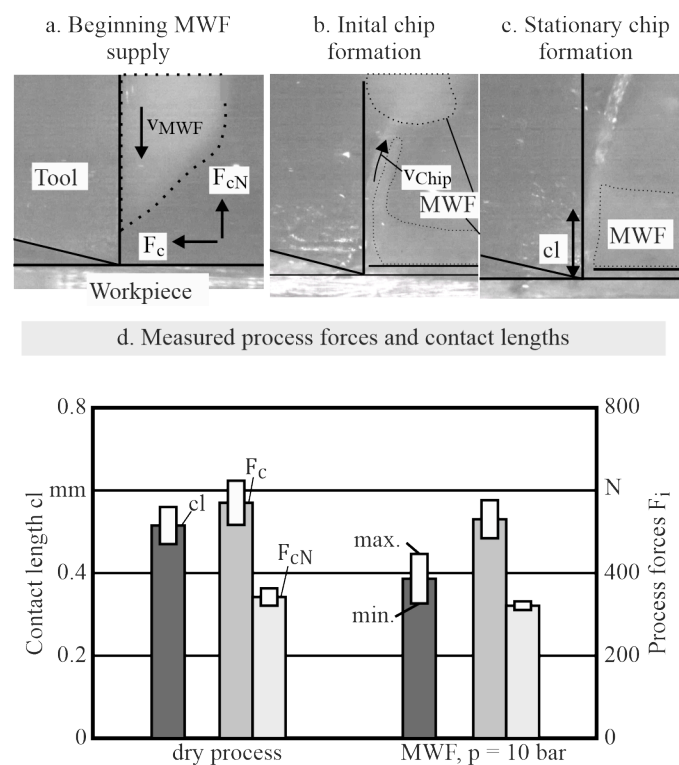 a. Beginning MWF
supply
b. Inital chip
formation
c. Stationary chip
formation
vMWF
Tool
FcN
Fc
Workpiece
vChip
MWF
cl
MWF
d. Measured process forces and contact lengths
0.8
mm
0.4
0.2
0
Contact length cl
cl
Fc
FcN
max.
min.
800
N
400
200
0
Process forces Fi
dry process
MWF, p = 10 bar